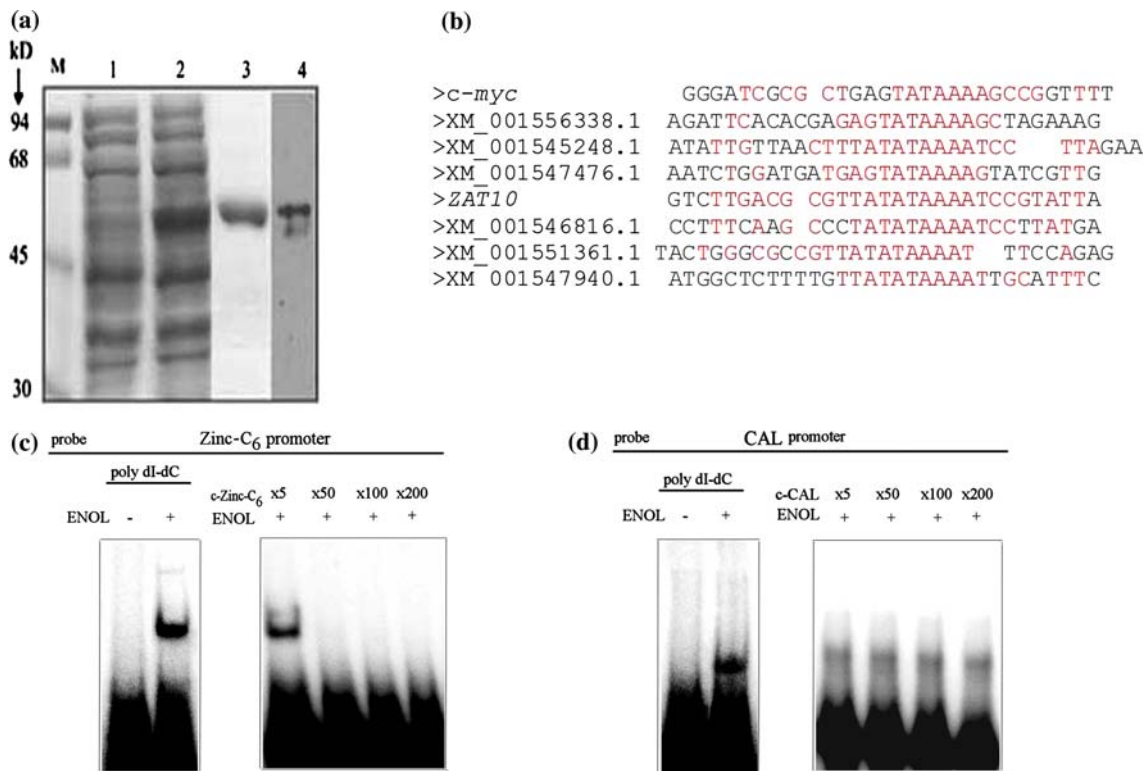 (a)
kD
M 1 2 3 4
94
68
45
30
(b)
>c-myc GGGATCGCG CTGAGTATAAAAGCCGGTTTT
>XM_001556338.1 AGATTCACACGAGAGTATAAAAGCTAGAAAG
>XM_001545248.1 ATATTGTTAACTTTATATAAAATCC TTAGAA
>XM_001547476.1 AATCTGGATGATGAGTATAAAAGTATCGTTG
>ZAT10 GTCTTGACG CGTTATATAAAATCCGTATTA
>XM_001546816.1 CCTTTCAAG CCCTATATAAAATCCTTATGA
>XM_001551361.1 TACTGGGCGCCGTTATATAAAAT TTCCAGAG
>XM_001547940.1 ATGGCTCTTTTGTTATATAAAATTGCATTTC
(c) probe Zinc-C6 promoter
poly dI-dC
c-Zinc-C6 x5 x50 x100 x200
ENOL - + ENOL + + + +
(d) probe CAL promoter
poly dI-dC
c-CAL x5 x50 x100 x200
ENOL - + ENOL + + + +